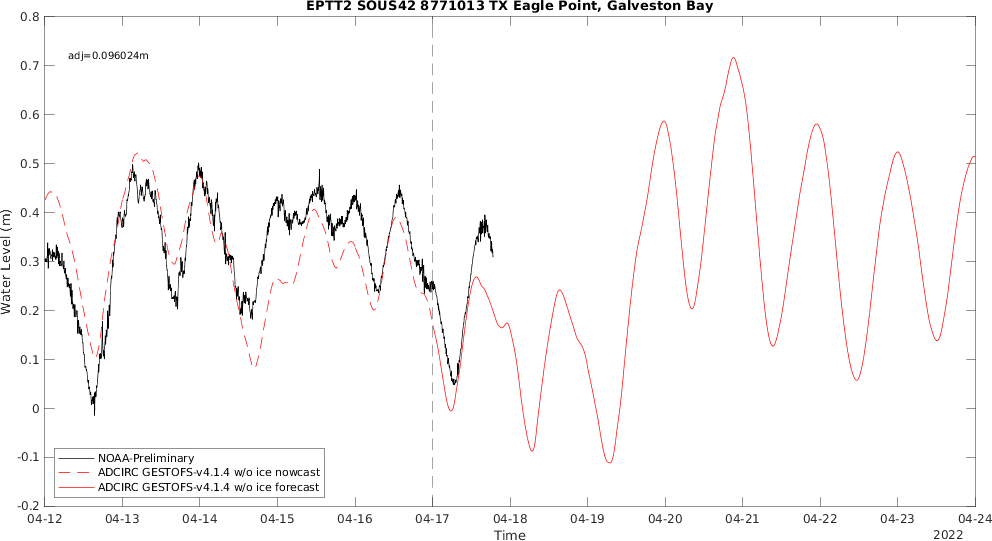 EPTT2 SOUS42 8771013 TX Eagle Point, Galveston Bay
0.8
adj=0.096024m
0.7
0.6
0.5
0.4
0.3
0.2
0.1
0
-0.1
-0.2
Water Level (m)
NOAA-Preliminary
ADCIRC GESTOFS-v4.1.4 w/o ice nowcast
ADCIRC GESTOFS-v4.1.4 w/o ice forecast
04-12 04-13 04-14 04-15 04-16 04-17 04-18 04-19 04-20 04-21 04-22 04-23 04-24
Time
2022